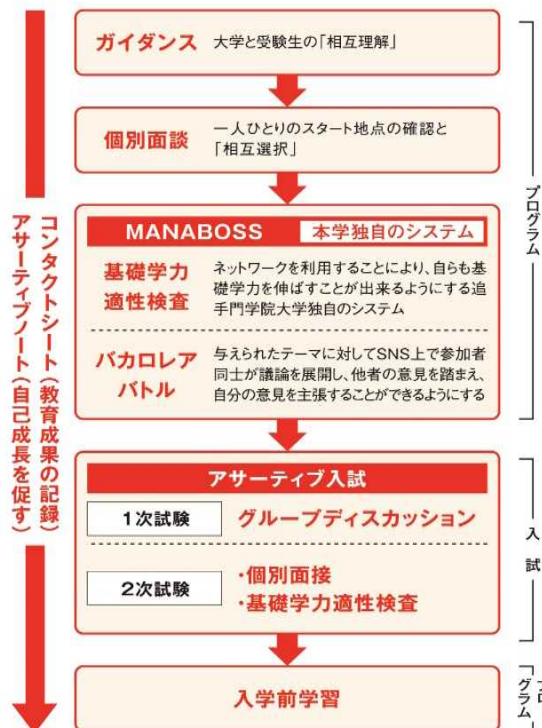 ガイダンス 大学と受験生の「相互理解」
個別面談 一人ひとりのスタート地点の確認と
「相互選択」
MANABOSS 本学独自のシステム
基礎学力
適性検査
ネットワークを利用することにより、自らも基
礎学力を伸ばすことが出来るようにする追
手門学院大学独自のシステム
バカロレア
バトル
与えられたテーマに対してSNS上で参加者
同士が議論を展開し、他者の意見を踏まえ、
自分の意見を主張することができるようにする
アサーティブ入試
1次試験 グループディスカッション
2次試験
・個別面接
・基礎学力適性検査
入学前学習
コンタクトシート(教育成果の記録)
アサーティブノート(自己成長を促す)
プログラム
入試
プロ
グラム